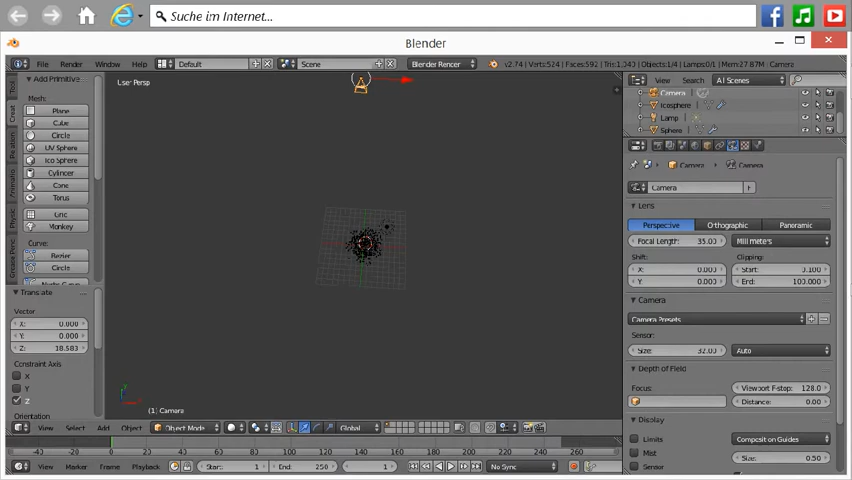 Suche im Internet...
Blender
File Render Window Help Default Scene Blender Render v2.74 | Verts:524 | Faces:592 | Tris:1,040 | Objects:1/4 | Lamps:0/1 | Mem:27.87M | Camera
Add Primitive
Mesh:
Plane
Cube
Circle
UV Sphere
Ico Sphere
Cylinder
Cone
Torus
Grid
Monkey
Curve:
Bezier
Circle
Translate
Vector
X: 0.000
Y: 0.000
Z: 18.583
Constraint Axis
X
Y
Z
Orientation
User Persp
(1) Camera
View Select Add Object Object Mode Global
-40 -20 0 20 40 60 80 100 120 140 160 180 200 220 240 260
View Marker Frame Playback Start: 1 End: 250 1 No Sync
View Search All Scenes
Camera
Icosphere
Lamp
Sphere
Camera Camera
Camera
Lens
Perspective Orthographic Panoramic
Focal Length: 35.00 Millimeters
Shift: Clipping:
X: 0.000 Start: 0.100
Y: 0.000 End: 100.000
Camera
Camera Presets
Sensor:
Size: 32.00 Auto
Depth of Field
Focus: Viewport F-stop: 128.0
Distance: 0.00
Display
Limits Composition Guides
Mist Size: 0.50
Sensor